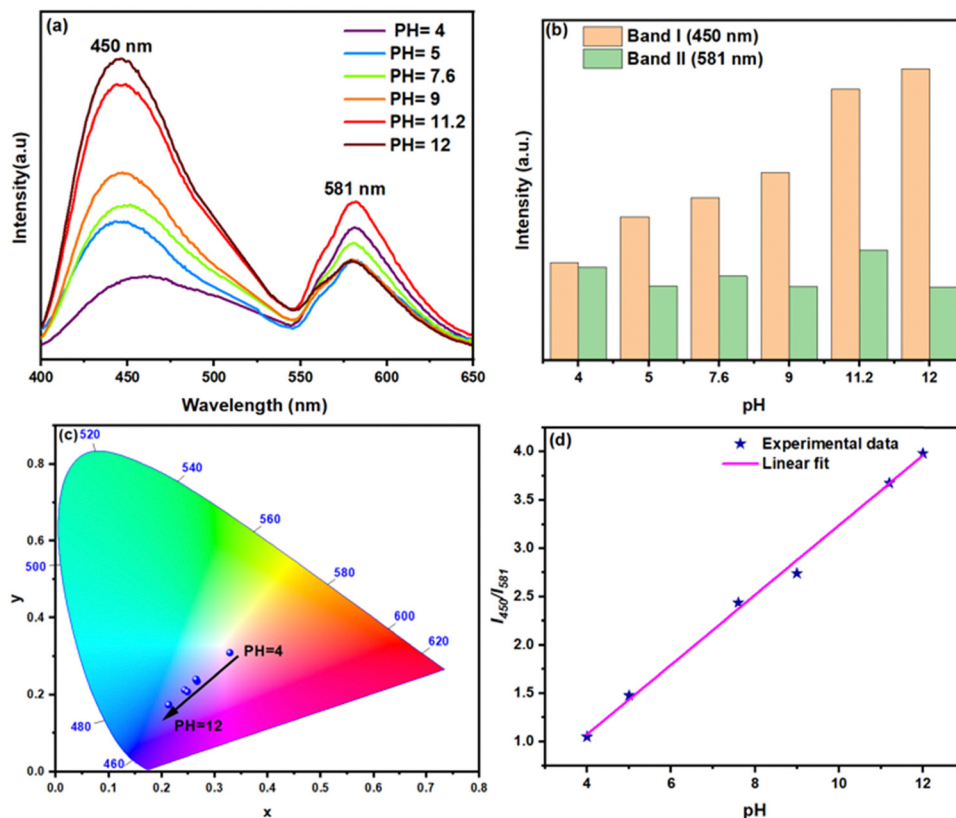 (a)
450 nm
581 nm
PH= 4
PH= 5
PH= 7.6
PH= 9
PH= 11.2
PH= 12
Intensity(a.u)
400 450 500 550 600 650
Wavelength (nm)
(b)
Band I (450 nm)
Band II (581 nm)
Intensity (a.u.)
4 5 7.6 9 11.2 12
pH
(c)
520
540
560
500
580
600
620
480
460
PH=4
PH=12
y
0.8
0.6
0.4
0.2
0.0
0.0 0.1 0.2 0.3 0.4 0.5 0.6 0.7 0.8
x
(d)
Experimental data
Linear fit
I450/I581
4.0
3.5
3.0
2.5
2.0
1.5
1.0
4 6 8 10 12
pH